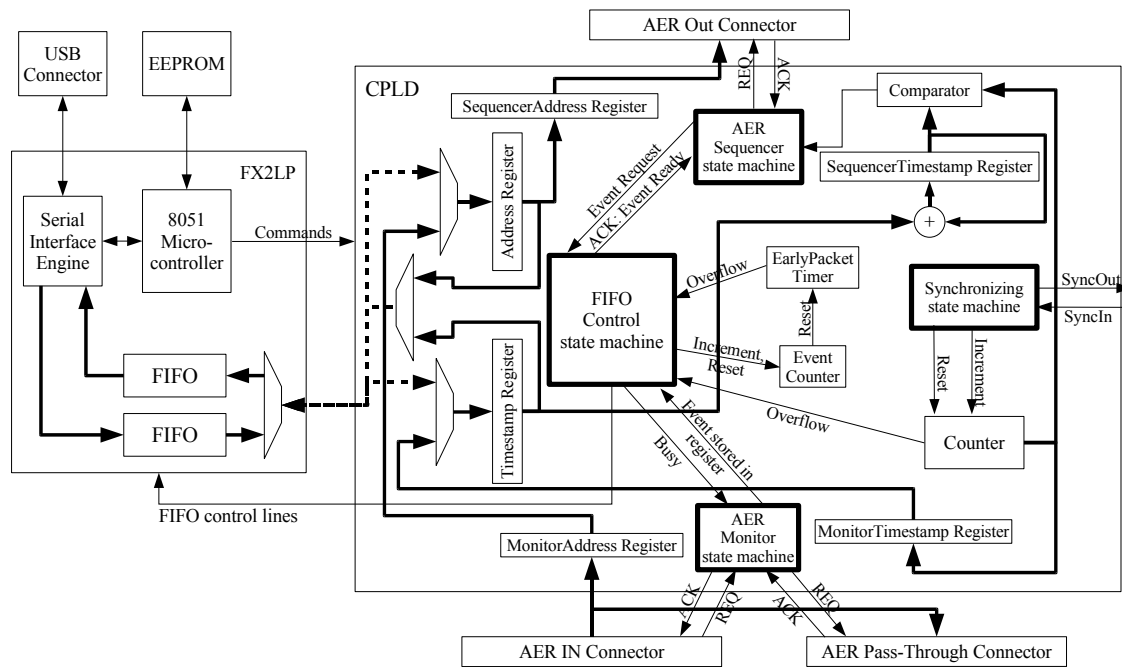 AER Out Connector
USB
Connector
EEPROM
CPLD
REQ
ACK
SequencerAddress Register
Comparator
AER
Sequencer
state machine
FX2LP
Address Register
Event Request
ACK: Event Ready
SequencerTimestamp Register
Serial
Interface
Engine
8051
Micro-
controller
Commands
+
EarlyPacket
Timer
Overflow
FIFO
Control
state machine
Synchronizing
state machine
SyncOut
SyncIn
Reset
Increment,
Reset
Event
Counter
Reset
Increment
FIFO
FIFO
Timestamp Register
Overflow
Counter
Busy
Event stored in
register
FIFO control lines
AER
Monitor
state machine
MonitorAddress Register
MonitorTimestamp Register
ACK
REQ
ACK
REQ
AER IN Connector
AER Pass-Through Connector